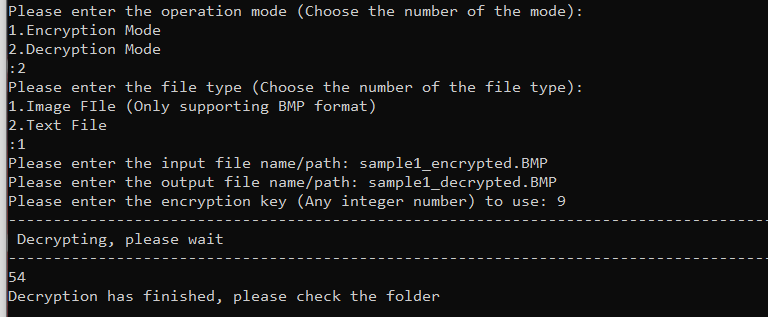 Please enter the operation mode (Choose the number of the mode):
1.Encryption Mode
2.Decryption Mode
:2
Please enter the file type (Choose the number of the file type):
1.Image FIle (Only supporting BMP format)
2.Text File
:1
Please enter the input file name/path: sample1_encrypted.BMP
Please enter the output file name/path: sample1_decrypted.BMP
Please enter the encryption key (Any integer number) to use: 9
--------------------------------------------------------------------------------
 Decrypting, please wait
--------------------------------------------------------------------------------
54
Decryption has finished, please check the folder